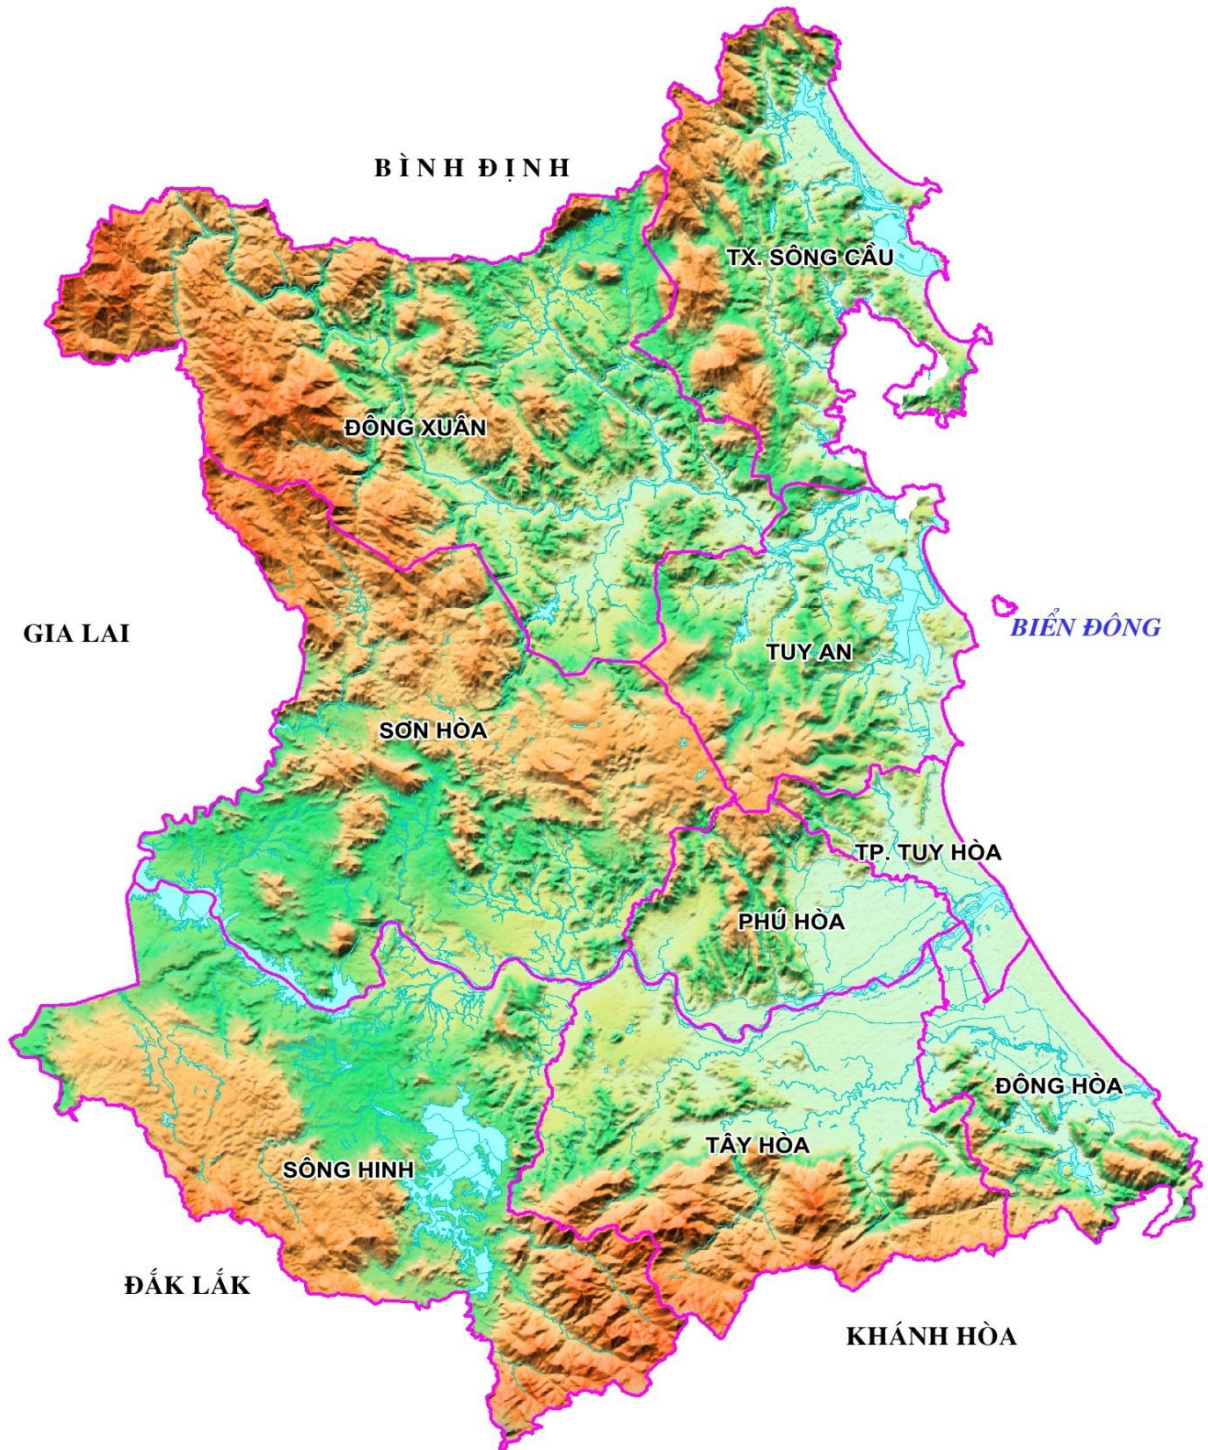 BÌNH ĐỊNH
TX. SÔNG CẦU
ĐÔNG XUÂN
GIA LAI
BIỂN ĐÔNG
TUY AN
SƠN HÒA
TP. TUY HÒA
PHÚ HÒA
ĐÔNG HÒA
TÂY HÒA
SÔNG HINH
ĐẮK LẮK
KHÁNH HÒA